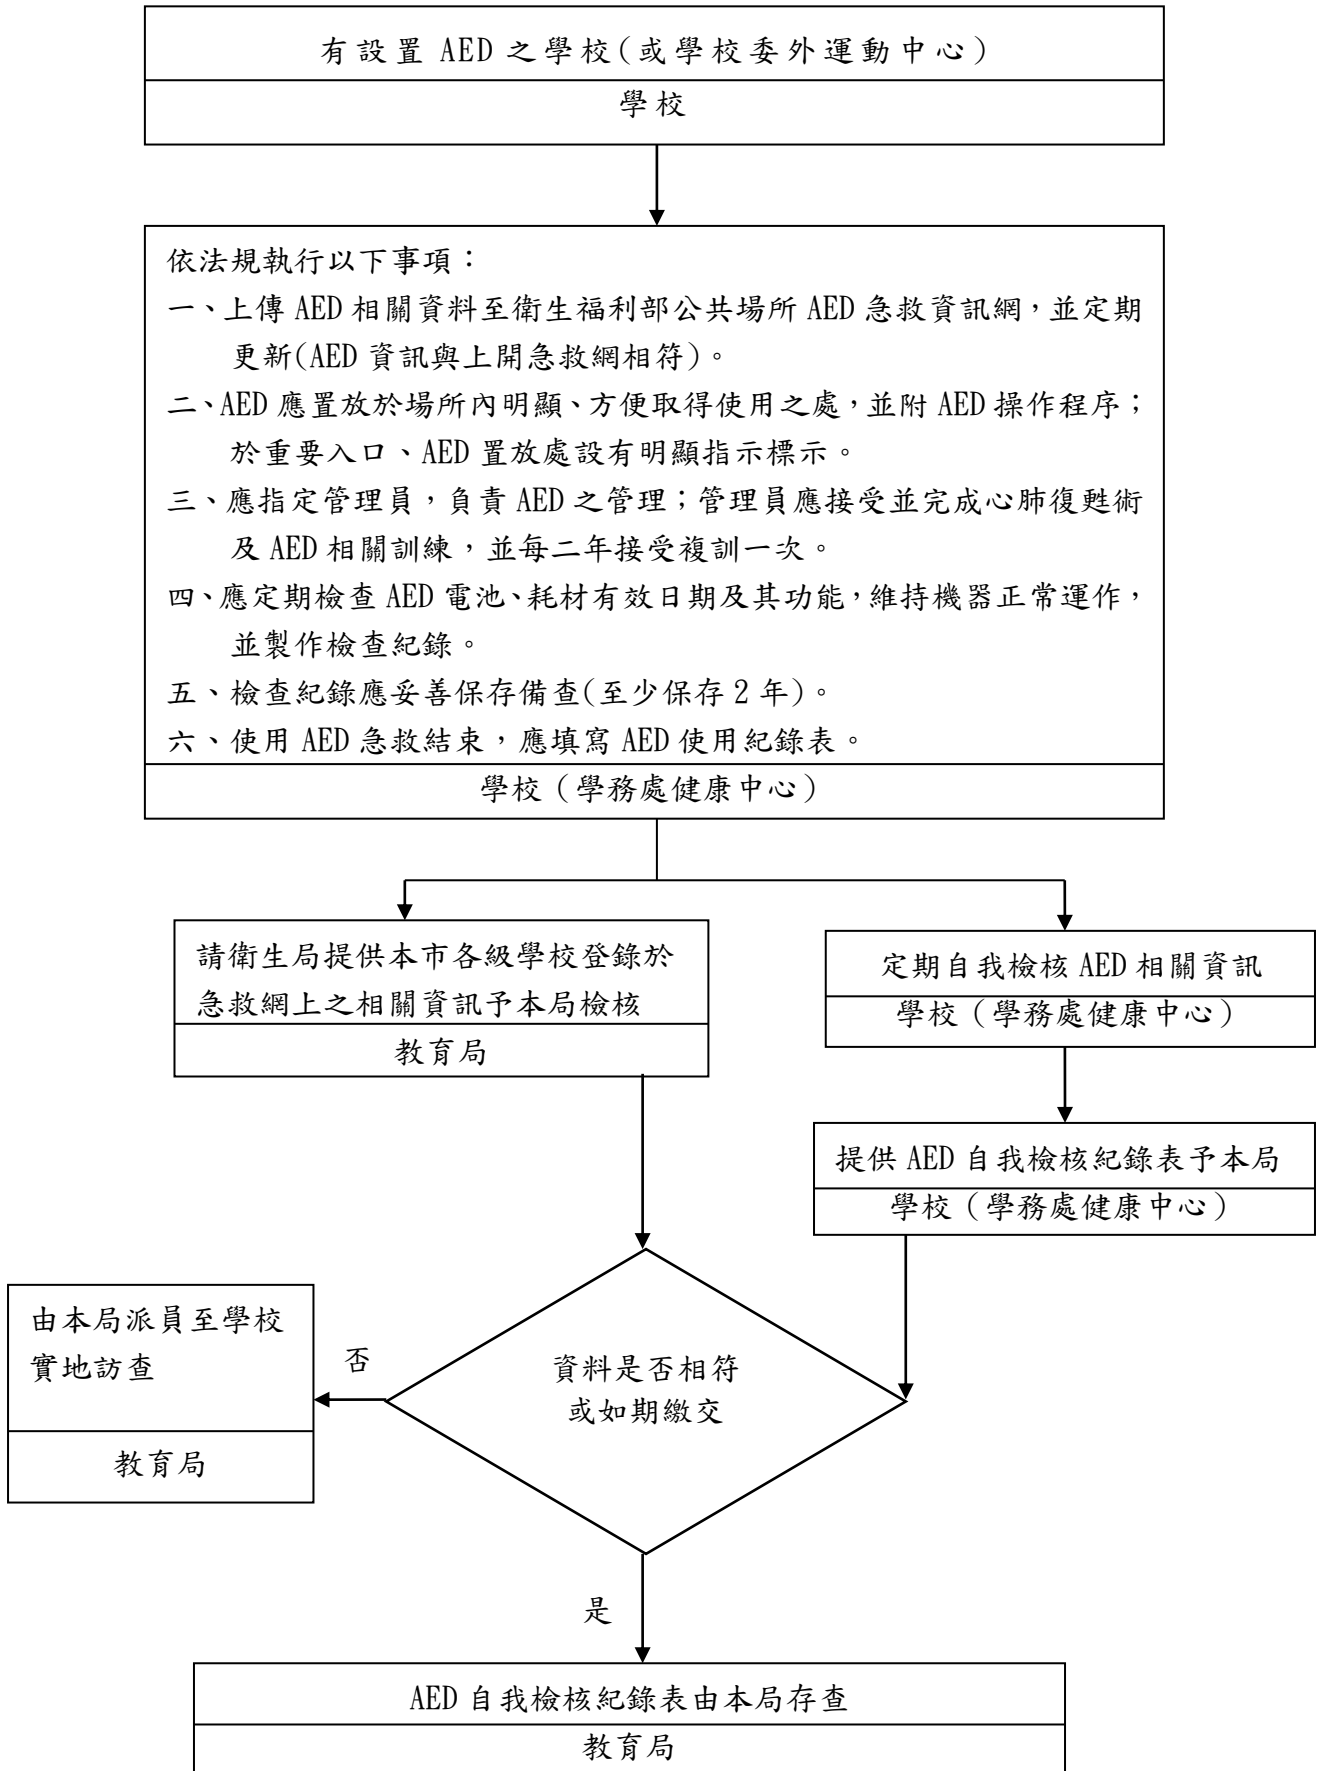 有設置 AED 之學校(或學校委外運動中心)
學校
依法規執行以下事項：
一、上傳 AED 相關資料至衛生福利部公共場所 AED 急救資訊網，並定期
更新(AED 資訊與上開急救網相符)。
二、AED 應置放於場所內明顯、方便取得使用之處，並附 AED 操作程序；
於重要入口、AED 置放處設有明顯指示標示。
三、應指定管理員，負責 AED 之管理；管理員應接受並完成心肺復甦術
及 AED 相關訓練，並每二年接受複訓一次。
四、應定期檢查 AED 電池、耗材有效日期及其功能，維持機器正常運作，
並製作檢查紀錄。
五、檢查紀錄應妥善保存備查(至少保存 2 年)。
六、使用 AED 急救結束，應填寫 AED 使用紀錄表。
學校（學務處健康中心）
請衛生局提供本市各級學校登錄於
急救網上之相關資訊予本局檢核
教育局
定期自我檢核 AED 相關資訊
學校（學務處健康中心）
提供 AED 自我檢核紀錄表予本局
學校（學務處健康中心）
由本局派員至學校
實地訪查
教育局
否
資料是否相符
或如期繳交
是
AED 自我檢核紀錄表由本局存查
教育局